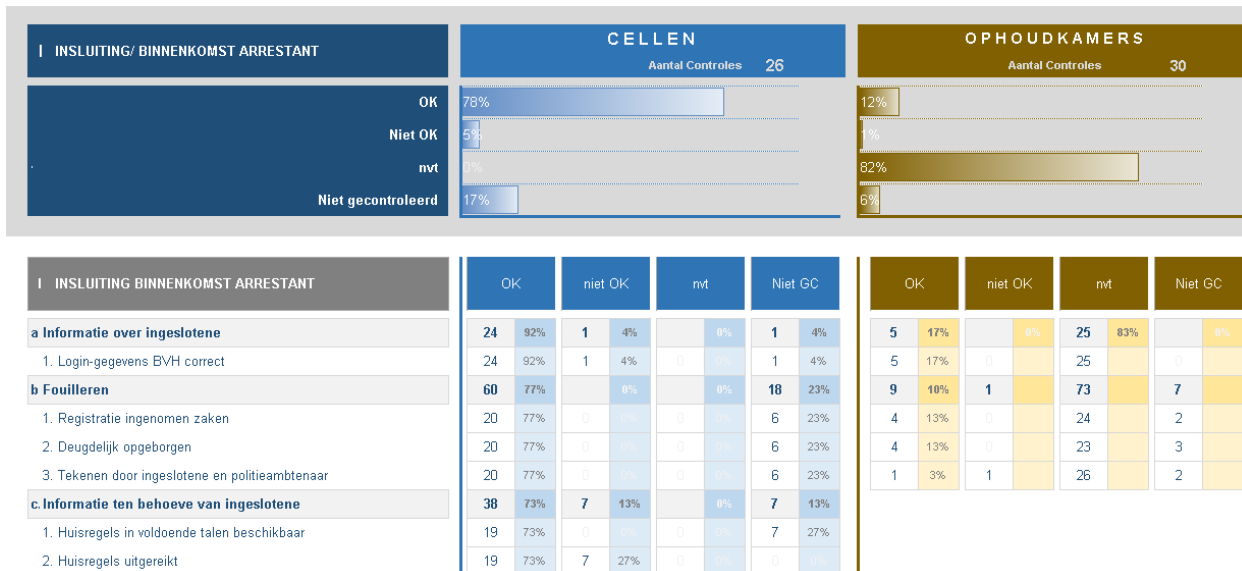 CELLEN OPHOUDKAMERS
I INSLUITING/ BINNENKOMST ARRESTANT
Aantal Controles 26 Aantal Controles 30
OK 78% 12%
Niet OK 5% 1%
nvt 0% 82%
Niet gecontroleerd 17% 6%
I INSLUITING BINNENKOMST ARRESTANT OK niet OK nvt Niet GC OK niet OK nvt Niet GC
a Informatie over ingeslotene 24 92% 1 4% 0% 1 4% 5 17% 0% 25 83% 0%
1. Login-gegevens BVH correct 24 92% 1 4% 0 0% 1 4% 5 17% 0 25 0
b Fouilleren 60 77% 0% 0% 18 23% 9 10% 1 73 7
1. Registratie ingenomen zaken 20 77% 0 0% 0 0% 6 23% 4 13% 0 24 2
2. Deugdelijk opgeborgen 20 77% 0 0% 0 0% 6 23% 4 13% 0 23 3
3. Tekenen door ingeslotene en politieambtenaar 20 77% 0 0% 0 0% 6 23% 1 3% 1 26 2
c. Informatie ten behoeve van ingeslotene 38 73% 7 13% 0% 7 13%
1. Huisregels in voldoende talen beschikbaar 19 73% 0 0% 0 0% 7 27%
2. Huisregels uitgereikt 19 73% 7 27% 0 0% 0 0%